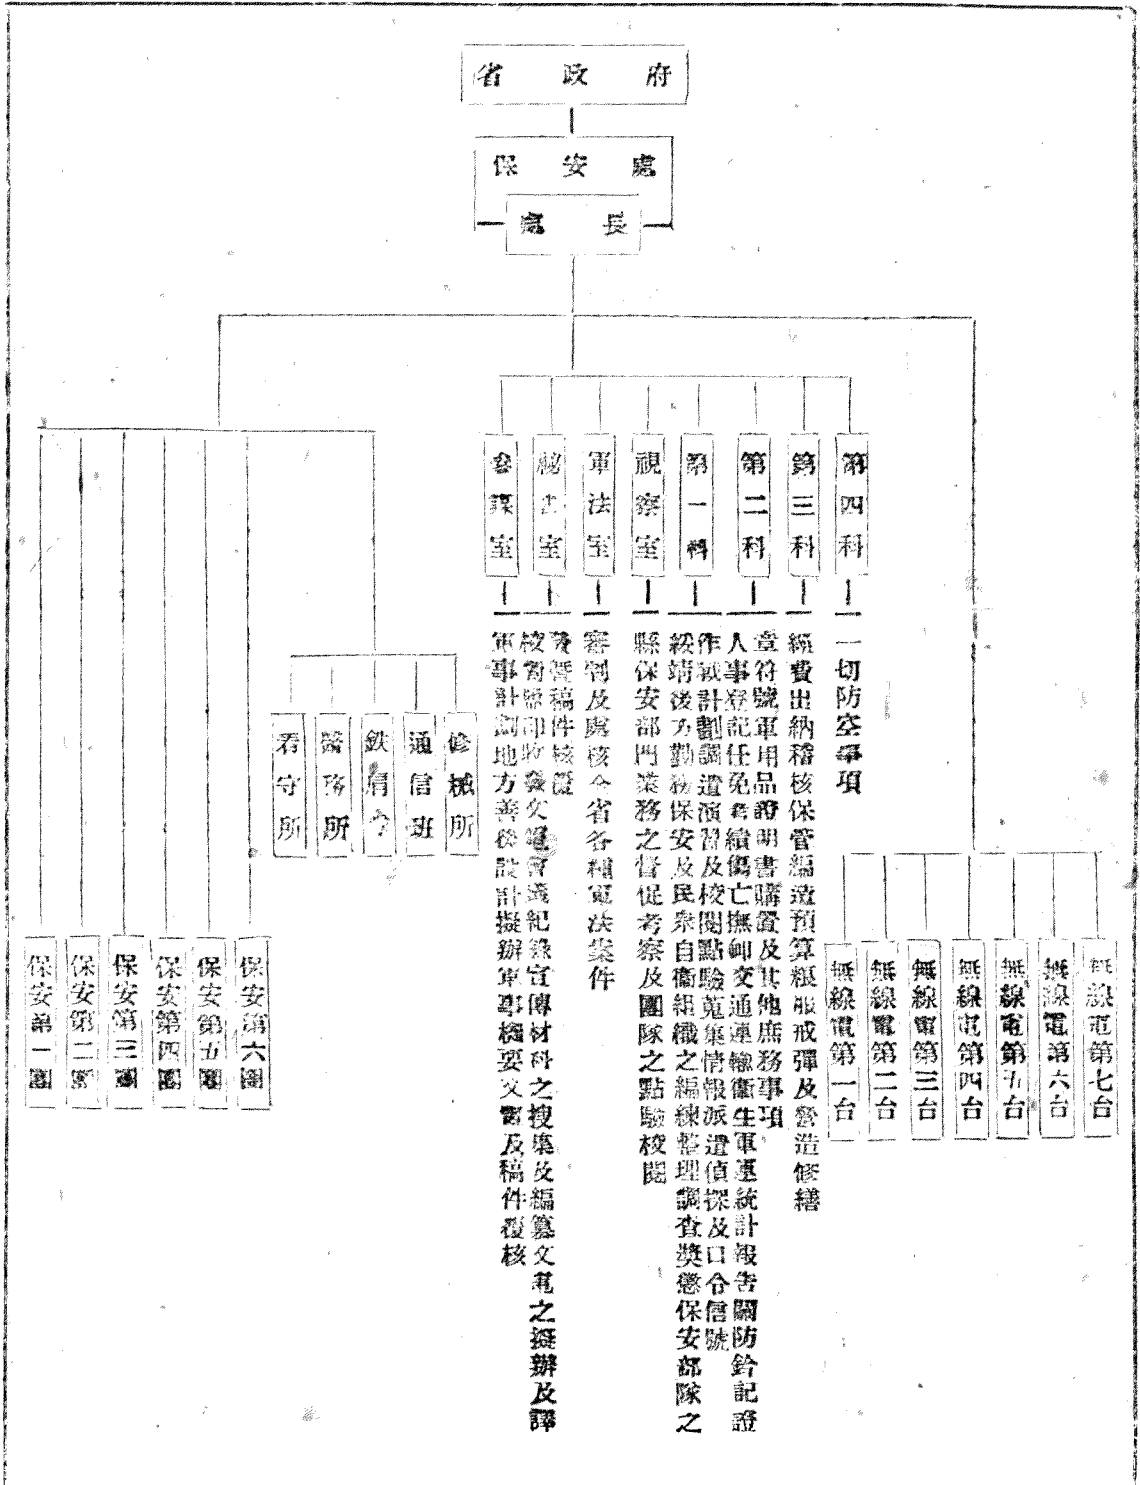 省政府
保安處
處長
第四科
第三科
第二科
第一科
視察室
軍法室
秘書室
參謀室
一切防空事項
經費出納稽核保管編造預算粮服戒彈及營造修繕
人事登記任免考績傷亡撫卹交通運輸衞生軍運統計報告關防鈐記證
章符號軍用品證明書購置及其他庶務事項
綏靖後方勤務保安及民衆自衞組織之編練整理調查獎懲保安部隊之
作戰計劃調遣演習及校閱點驗蒐集情報派遣偵探及口令信號
縣保安部門業務之督促考察及團隊之點驗校閱
審判及處核全省各種軍法案件
校對監印收發文電會議紀錄宣傳材料之搜集及編纂文電之擬辦及譯
發暨稿件核擬
軍事計劃地方善後設計擬辦軍事機要文電及稿件覆核
修械所
通信班
醫務所
看守所
無線電第七台
無線電第六台
無線電第五台
無線電第四台
無線電第三台
無線電第二台
無線電第一台
保安第六團
保安第五團
保安第四團
保安第三團
保安第二團
保安第一團